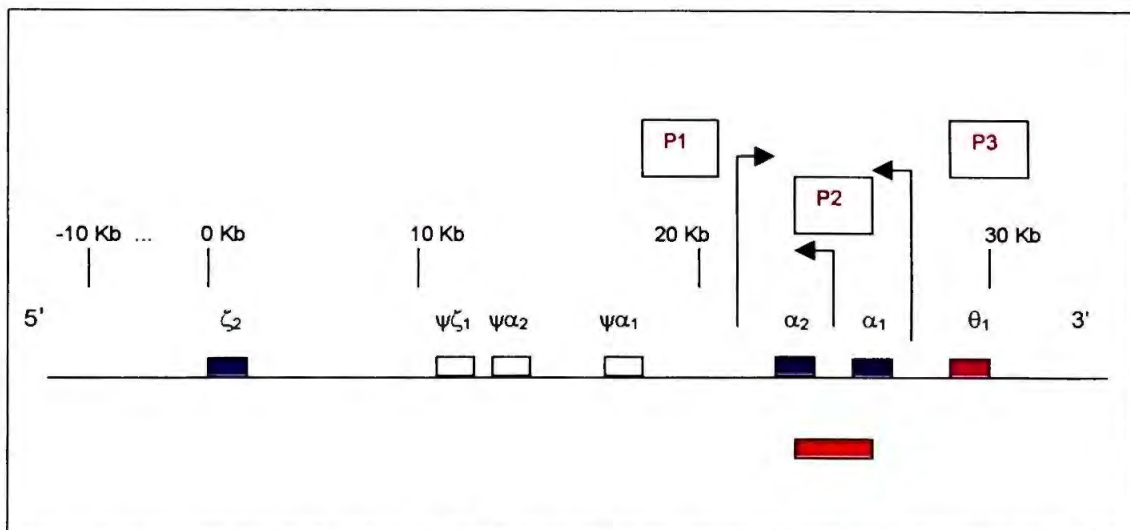 P1
P3
P2
-10 Kb ...
0 Kb
10 Kb
20 Kb
30 Kb
5'
ζ₂
ψζ₁
ψα₂
ψα₁
α₂
α₁
θ₁
3'